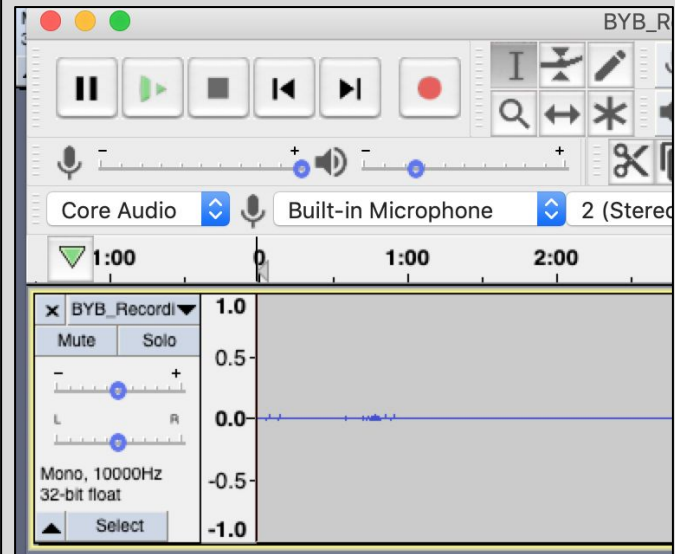 BYB_R
- + - +
Core Audio Built-in Microphone 2 (Stereo
1:00 0 1:00 2:00
× BYB_Recordi 1.0
Mute Solo
0.5
- +
L R
0.0
Mono, 10000Hz
-0.5
32-bit float
Select
-1.0